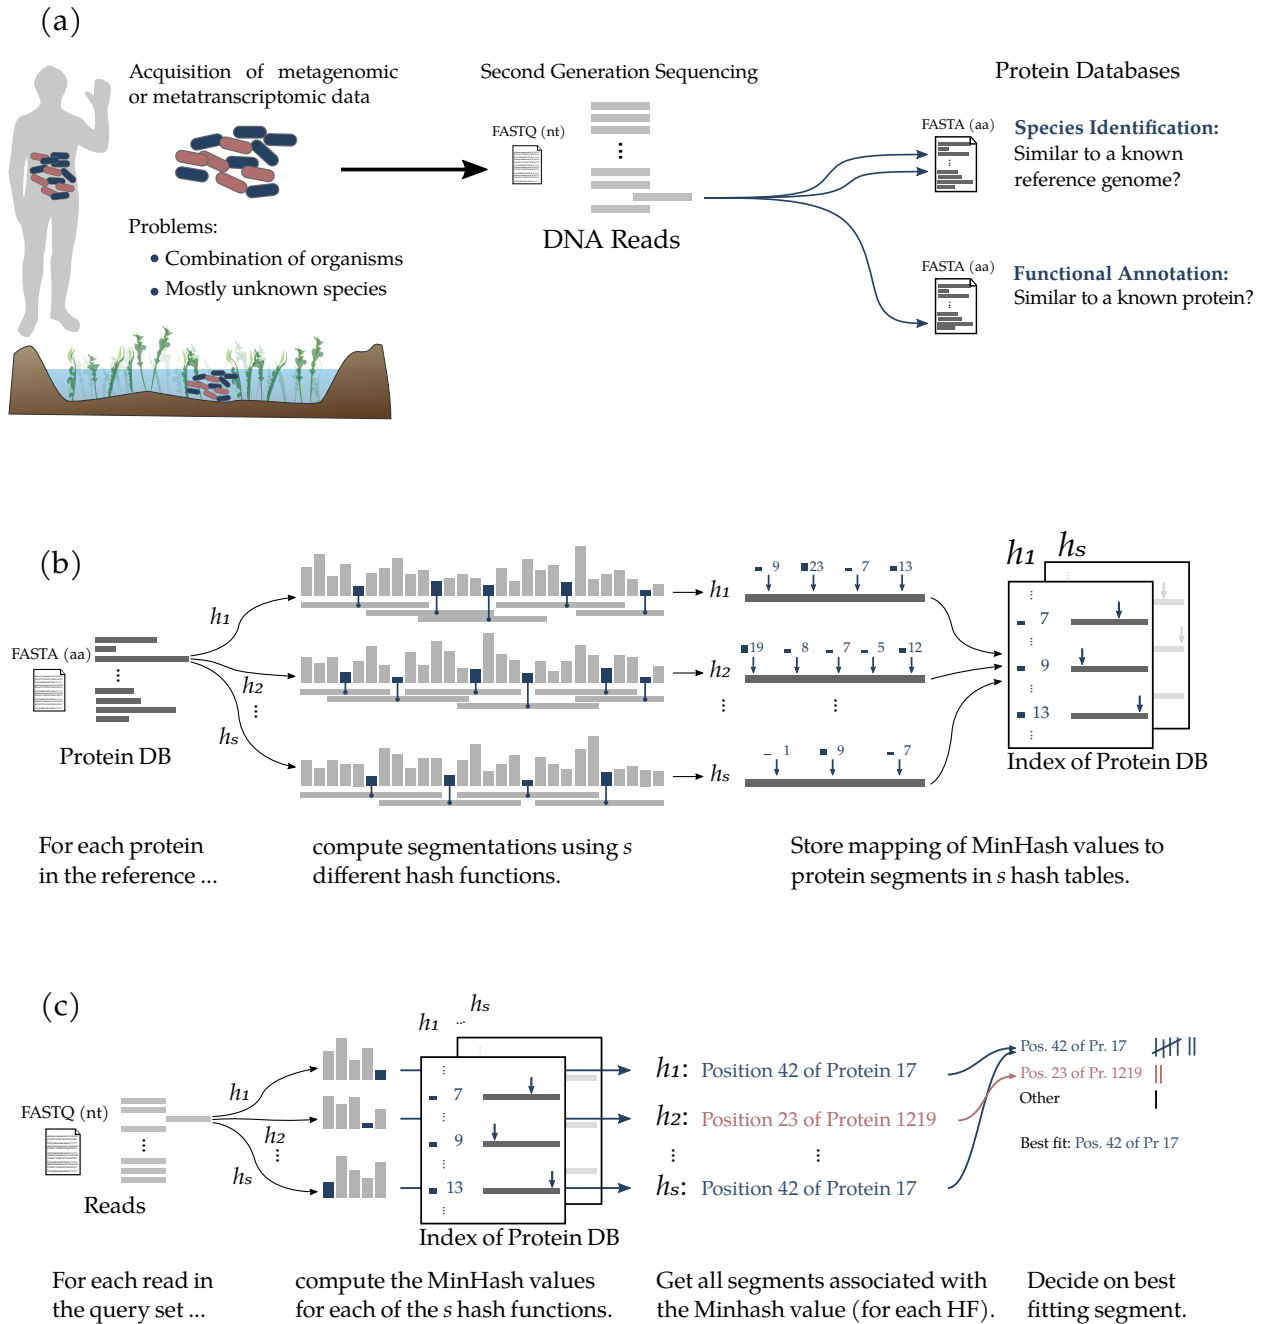 (a)
Acquisition of metagenomic
or metatranscriptomic data
Problems:
• Combination of organisms
• Mostly unknown species
Second Generation Sequencing
FASTQ (nt)
DNA Reads
Protein Databases
FASTA (aa)
Species Identification:
Similar to a known
reference genome?
FASTA (aa)
Functional Annotation:
Similar to a known protein?
(b)
FASTA (aa)
Protein DB
h1
h2
hs
h1
9 23 7 13
h2
19 8 7 5 12
hs
1 9 7
h1 hs
7
9
13
Index of Protein DB
For each protein
in the reference ...
compute segmentations using s
different hash functions.
Store mapping of MinHash values to
protein segments in s hash tables.
(c)
FASTQ (nt)
Reads
h1
h2
hs
h1 ... hs
7
9
13
Index of Protein DB
h1: Position 42 of Protein 17
h2: Position 23 of Protein 1219
hs: Position 42 of Protein 17
Pos. 42 of Pr. 17
Pos. 23 of Pr. 1219
Other
Best fit: Pos. 42 of Pr 17
For each read in
the query set ...
compute the MinHash values
for each of the s hash functions.
Get all segments associated with
the Minhash value (for each HF).
Decide on best
fitting segment.